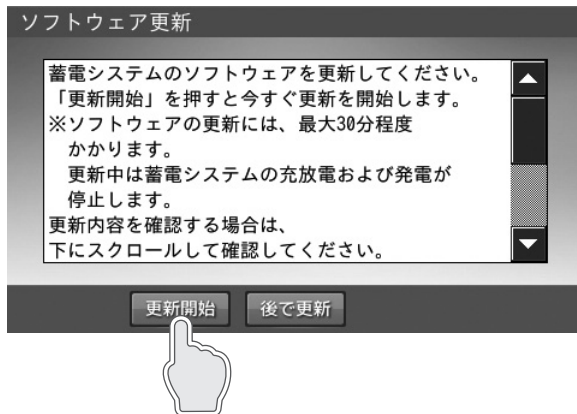 ソフトウェア更新
蓄電システムのソフトウェアを更新してください。
「更新開始」を押すと今すぐ更新を開始します。
※ソフトウェアの更新には、最大30分程度
かかります。
更新中は蓄電システムの充放電および発電が
停止します。
更新内容を確認する場合は、
下にスクロールして確認してください。
更新開始 後で更新